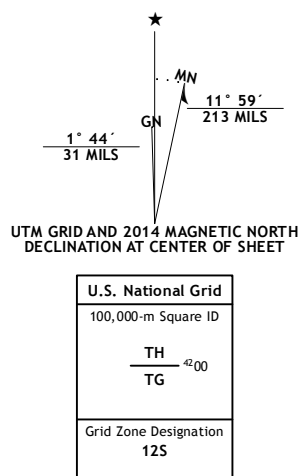 MN
GN
11° 59´
213 MILS
1° 44´
31 MILS
UTM GRID AND 2014 MAGNETIC NORTH
DECLINATION AT CENTER OF SHEET
U.S. National Grid
100,000-m Square ID
TH
4200
TG
Grid Zone Designation
12S